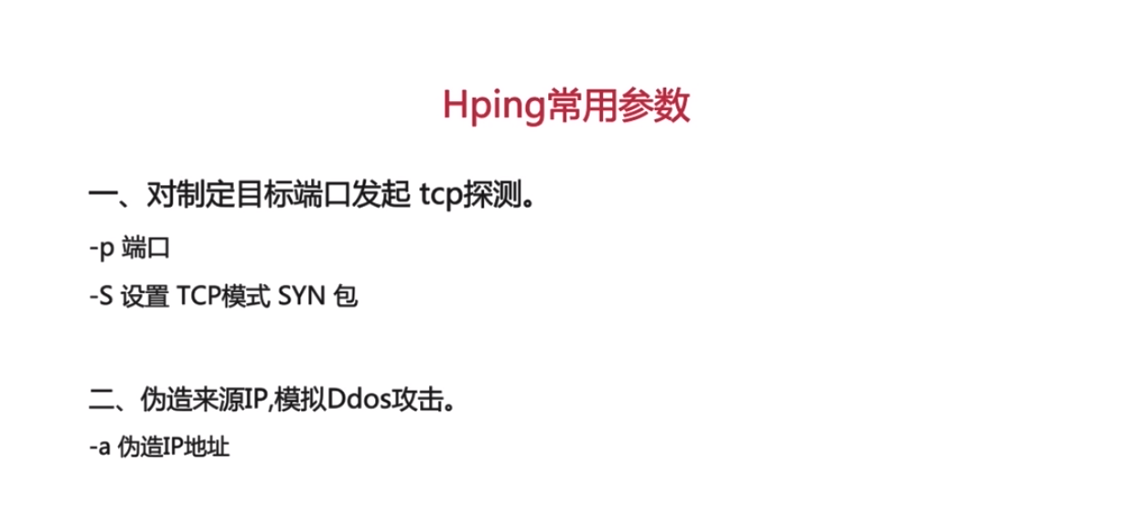 Hping常用参数
一、对制定目标端口发起 tcp探测。
-p 端口
-S 设置 TCP模式 SYN 包
二、伪造来源IP,模拟Ddos攻击。
-a 伪造IP地址